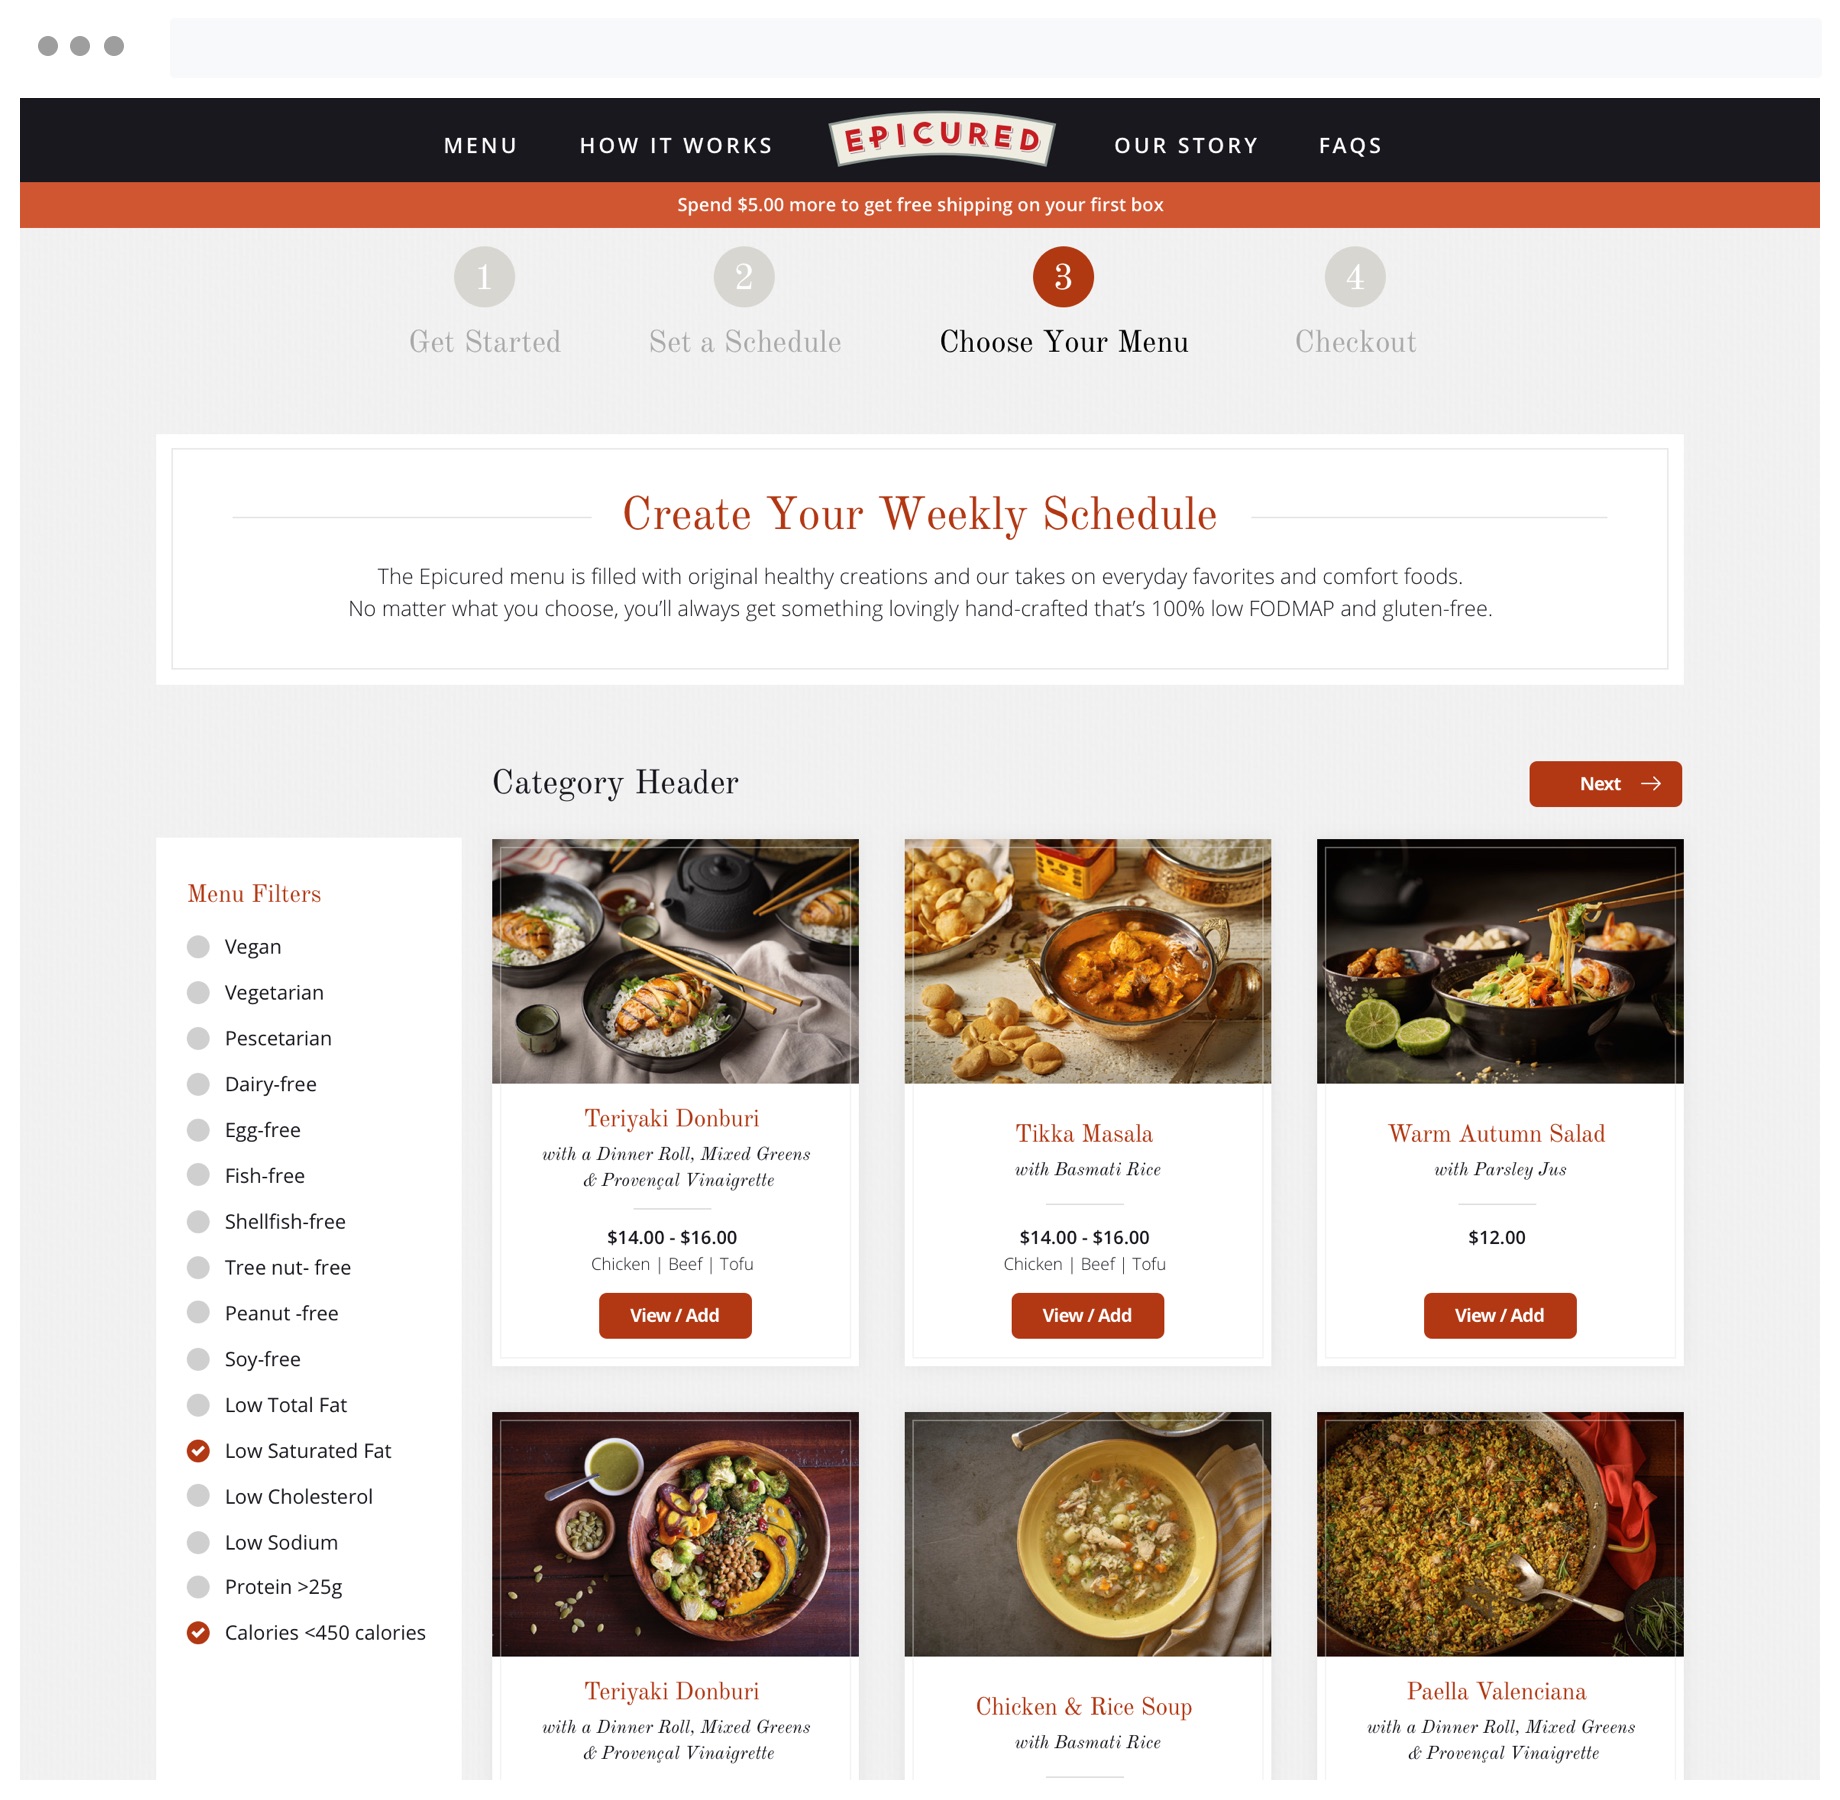 MENU
HOW IT WORKS
EPICURED
OUR STORY
FAQS
Spend $5.00 more to get free shipping on your first box
1
2
3
4
Get Started
Set a Schedule
Choose Your Menu
Checkout
Create Your Weekly Schedule
The Epicured menu is filled with original healthy creations and our takes on everyday favorites and comfort foods.
No matter what you choose, you’ll always get something lovingly hand-crafted that’s 100% low FODMAP and gluten-free.
Category Header
Next
Menu Filters
Vegan
Vegetarian
Pescetarian
Dairy-free
Egg-free
Fish-free
Shellfish-free
Tree nut- free
Peanut -free
Soy-free
Low Total Fat
Low Saturated Fat
Low Cholesterol
Low Sodium
Protein >25g
Calories <450 calories
Teriyaki Donburi
with a Dinner Roll, Mixed Greens
& Provençal Vinaigrette
$14.00 - $16.00
Chicken | Beef | Tofu
View / Add
Tikka Masala
with Basmati Rice
$14.00 - $16.00
Chicken | Beef | Tofu
View / Add
Warm Autumn Salad
with Parsley Jus
$12.00
View / Add
Teriyaki Donburi
with a Dinner Roll, Mixed Greens
& Provençal Vinaigrette
Chicken & Rice Soup
with Basmati Rice
Paella Valenciana
with a Dinner Roll, Mixed Greens
& Provençal Vinaigrette